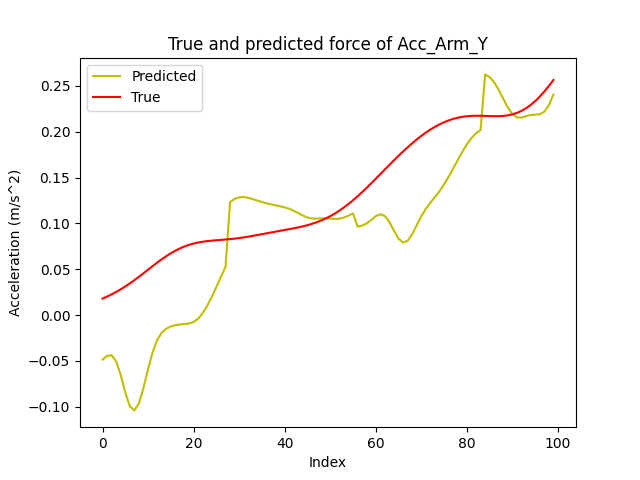 True and predicted force of Acc_Arm_Y
Predicted
True
Acceleration (m/s^2)
0.25
0.20
0.15
0.10
0.05
0.00
−0.05
−0.10
0 20 40 60 80 100
Index